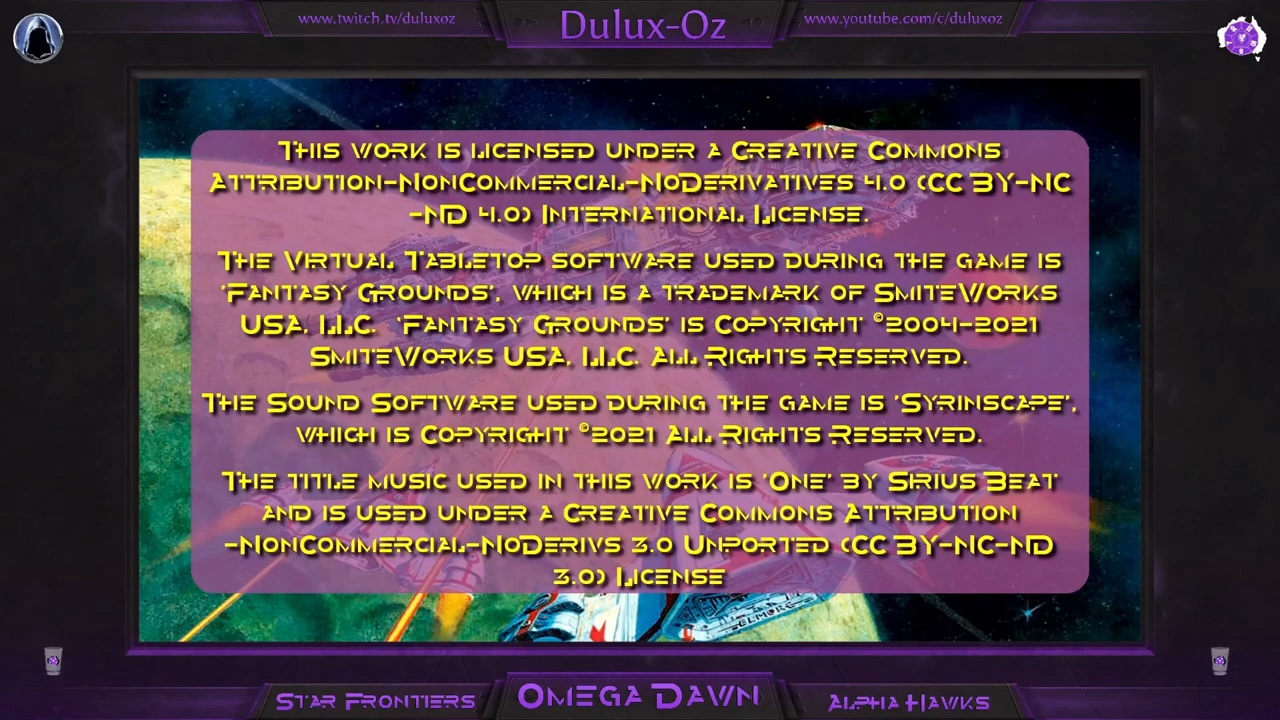 www.twitch.tv/duluxoz
Dulux-Oz
www.youtube.com/c/duluxoz
This work is licensed under a Creative Commons
Attribution-NonCommercial-NoDerivatives 4.0 (CC BY-NC
-ND 4.0) International License.
The Virtual Tabletop software used during the game is
'Fantasy Grounds', which is a trademark of SmiteWorks
USA, LLC. 'Fantasy Grounds' is Copyright ©2004-2021
SmiteWorks USA, LLC. All Rights Reserved.
The Sound Software used during the game is 'Syrinscape',
which is Copyright ©2021 All Rights Reserved.
The title music used in this work is 'One' by Sirius Beat
and is used under a Creative Commons Attribution
-NonCommercial-NoDerivs 3.0 Unported (CC BY-NC-ND
3.0) License
ELMORE
Star Frontiers
Omega Dawn
Alpha Hawks